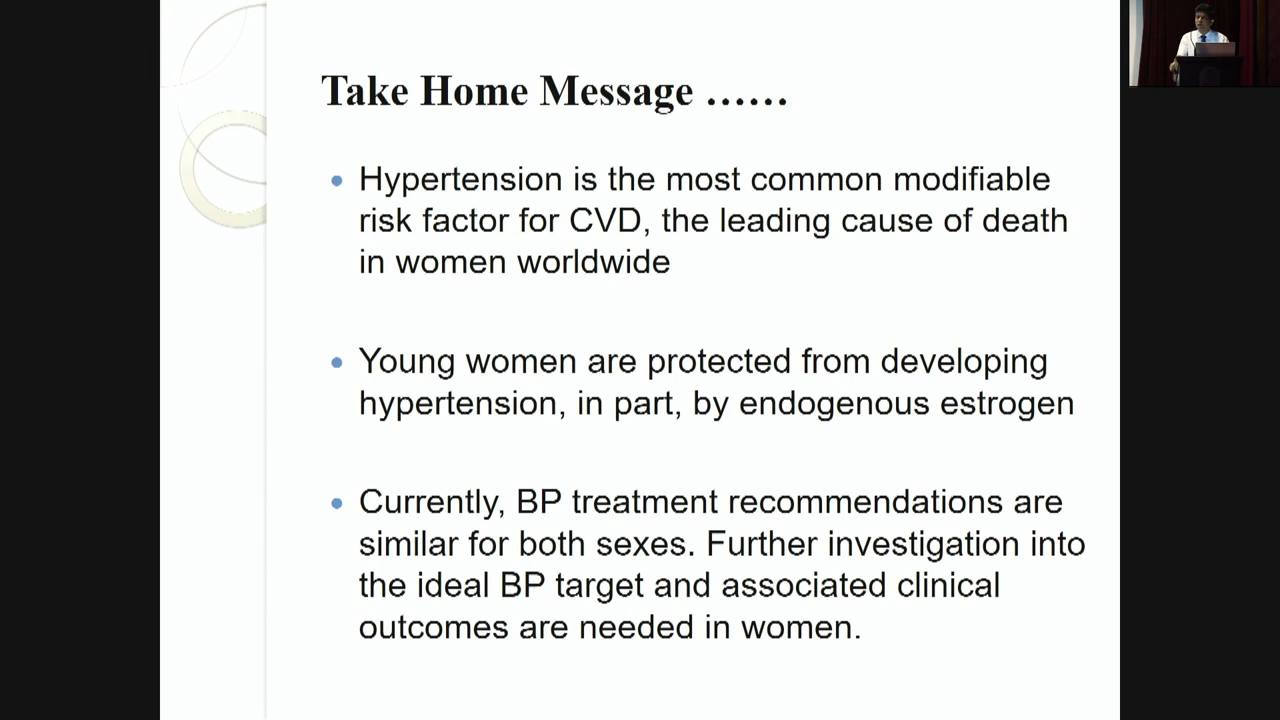 Take Home Message ......
• Hypertension is the most common modifiable
risk factor for CVD, the leading cause of death
in women worldwide
• Young women are protected from developing
hypertension, in part, by endogenous estrogen
• Currently, BP treatment recommendations are
similar for both sexes. Further investigation into
the ideal BP target and associated clinical
outcomes are needed in women.